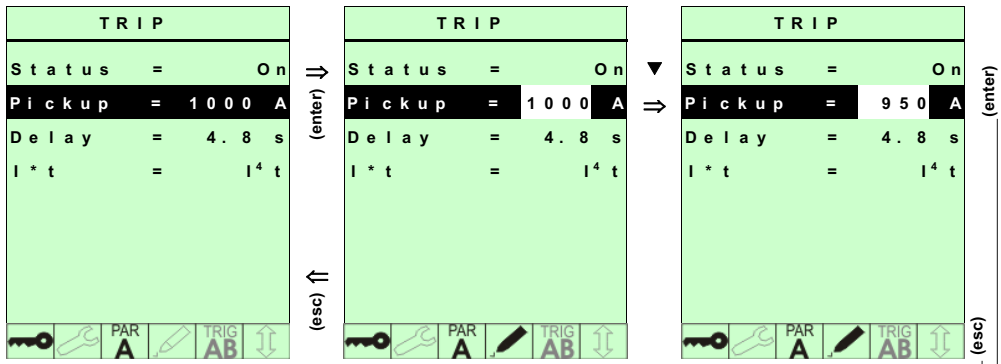 TRIP
Status = On
Pickup = 1000 A
Delay = 4.8 s
I*t = I⁴t
PAR A TRIG AB
⇒
(enter)
⇐
(esc)
TRIP
Status = On
Pickup = 1000 A
Delay = 4.8 s
I*t = I⁴t
PAR A TRIG AB
▼
⇒
TRIP
Status = On
Pickup = 950 A
Delay = 4.8 s
I*t = I⁴t
PAR A TRIG AB
(enter)
(esc)